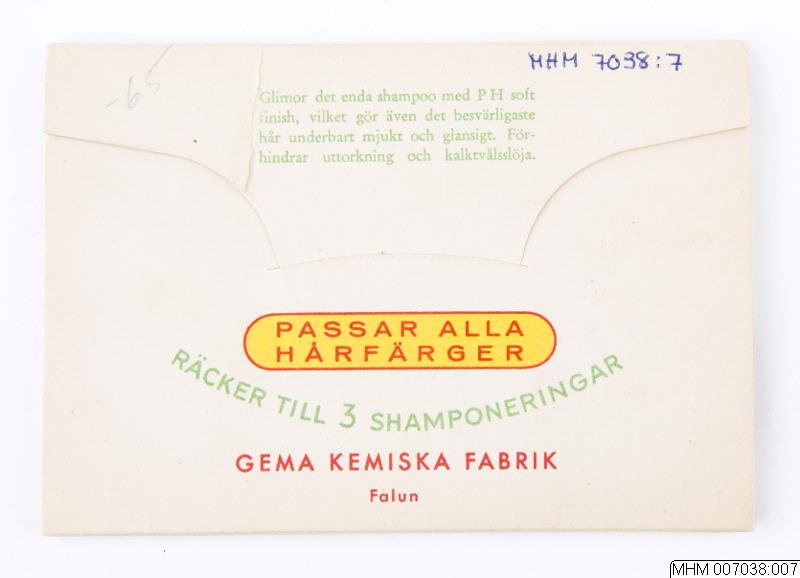 -65
MHM 7038:7
Glimor det enda shampoo med PH soft
finish, vilket gör även det besvärligaste
hår underbart mjukt och glansigt. För-
hindrar uttorkning och kalktvålsslöja.
PASSAR ALLA
HÅRFÄRGER
RÄCKER TILL 3 SHAMPONERINGAR
GEMA KEMISKA FABRIK
Falun
MHM 007038:007